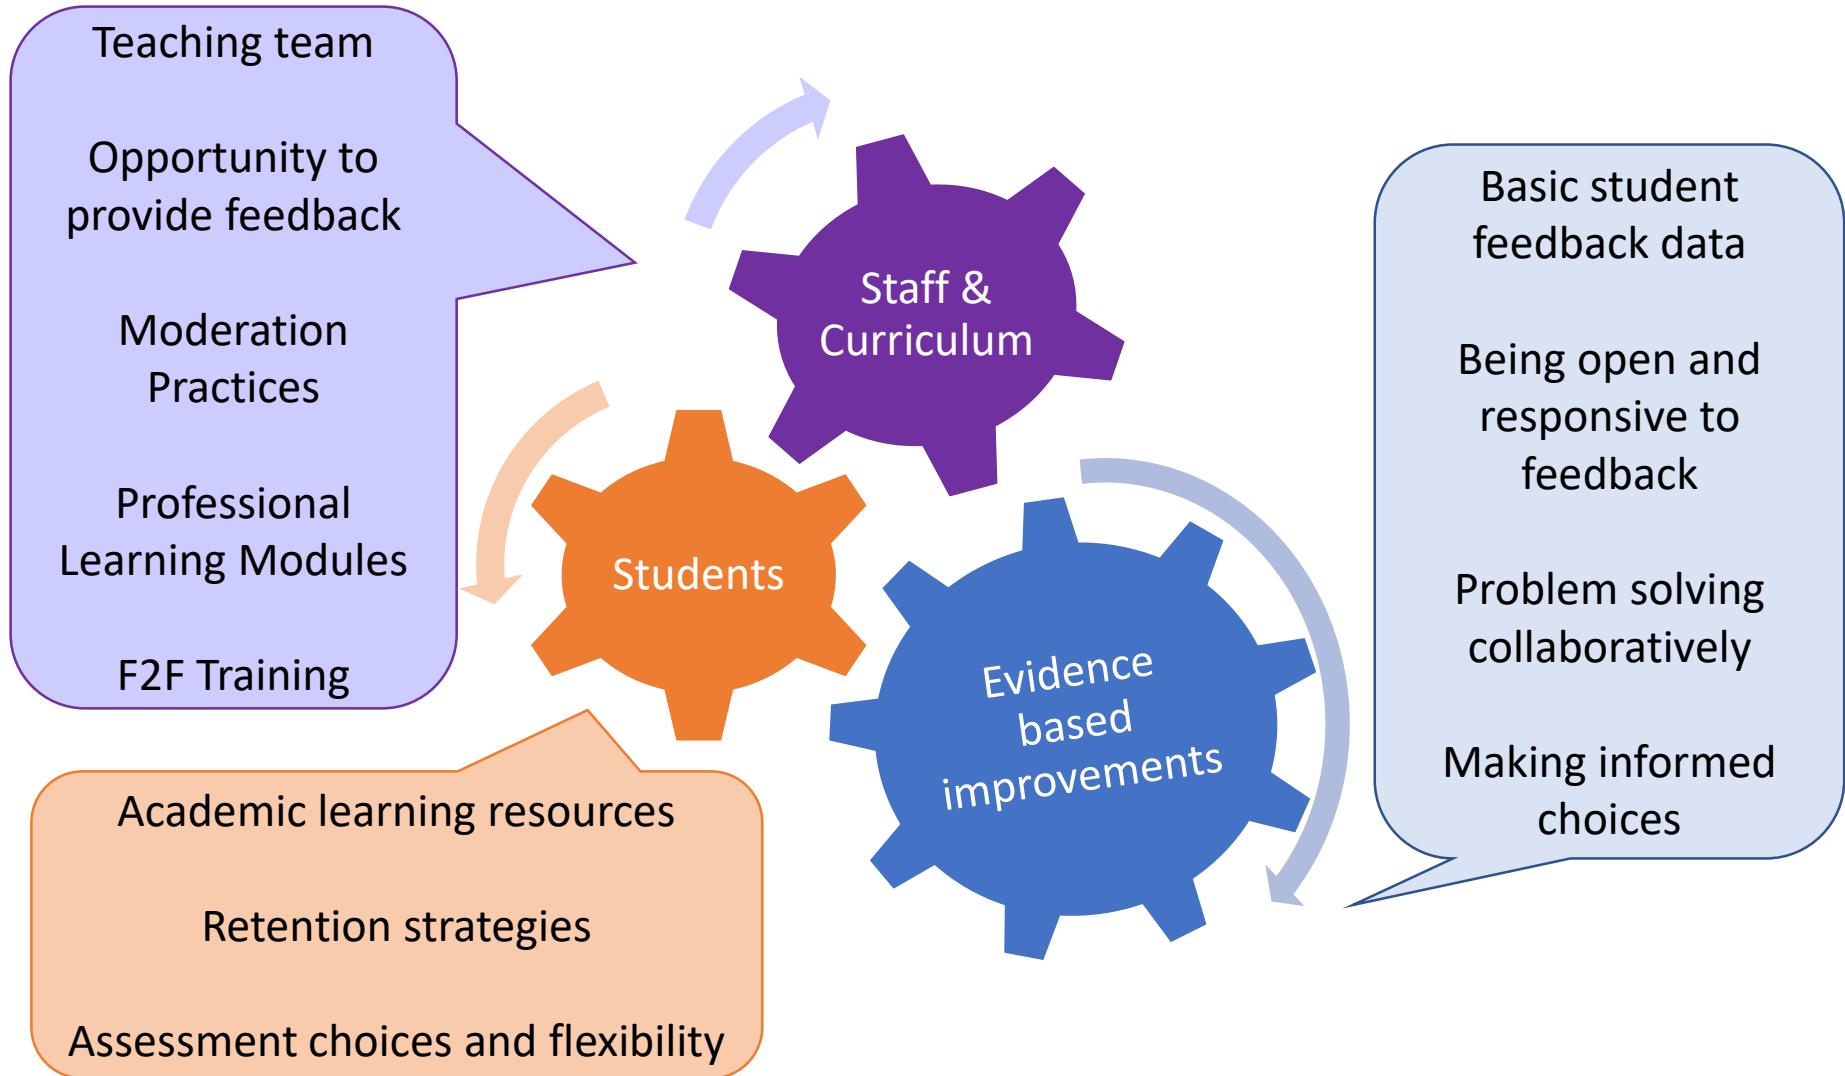 Teaching team
Opportunity to
provide feedback
Moderation
Practices
Professional
Learning Modules
F2F Training
Staff &
Curriculum
Students
Evidence
based
improvements
Basic student
feedback data
Being open and
responsive to
feedback
Problem solving
collaboratively
Making informed
choices
Academic learning resources
Retention strategies
Assessment choices and flexibility